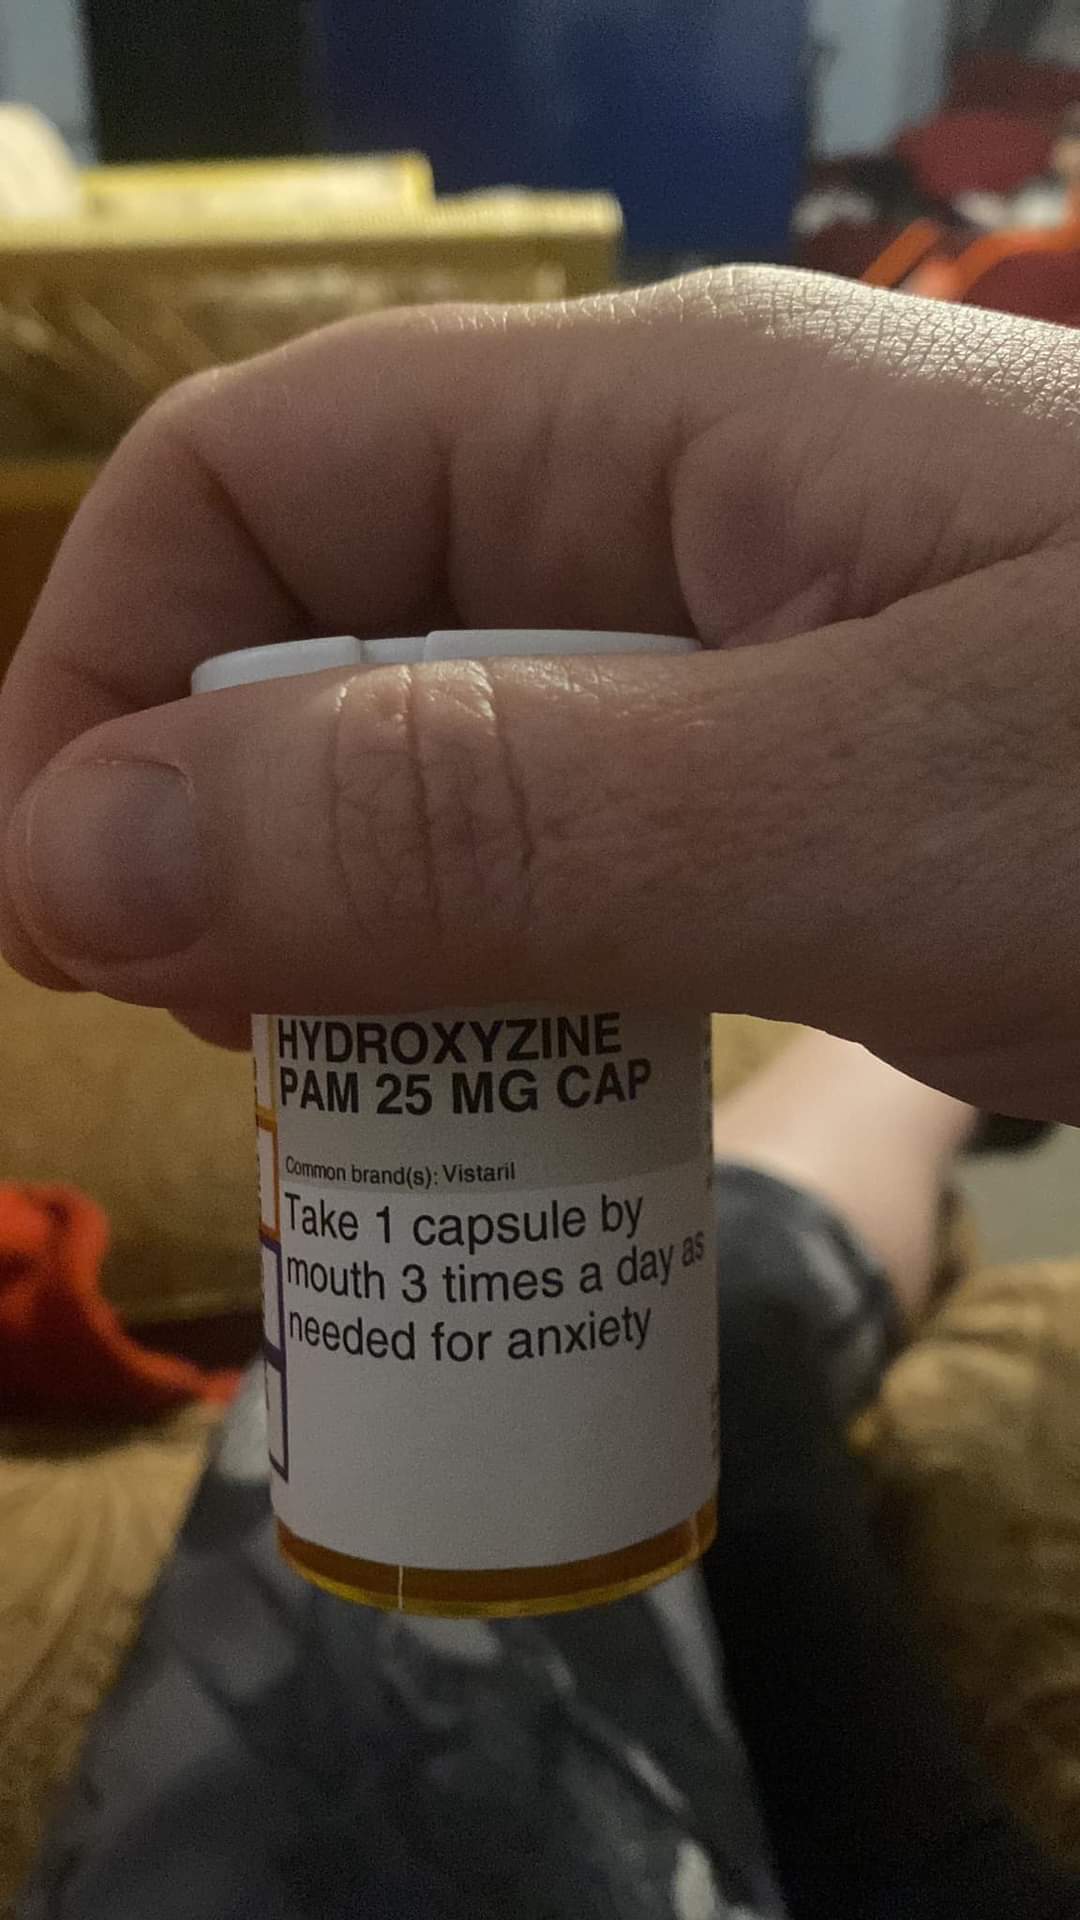 HYDROXYZINE
PAM 25 MG CAP
Common brand(s): Vistaril
Take 1 capsule by
mouth 3 times a day as
needed for anxiety